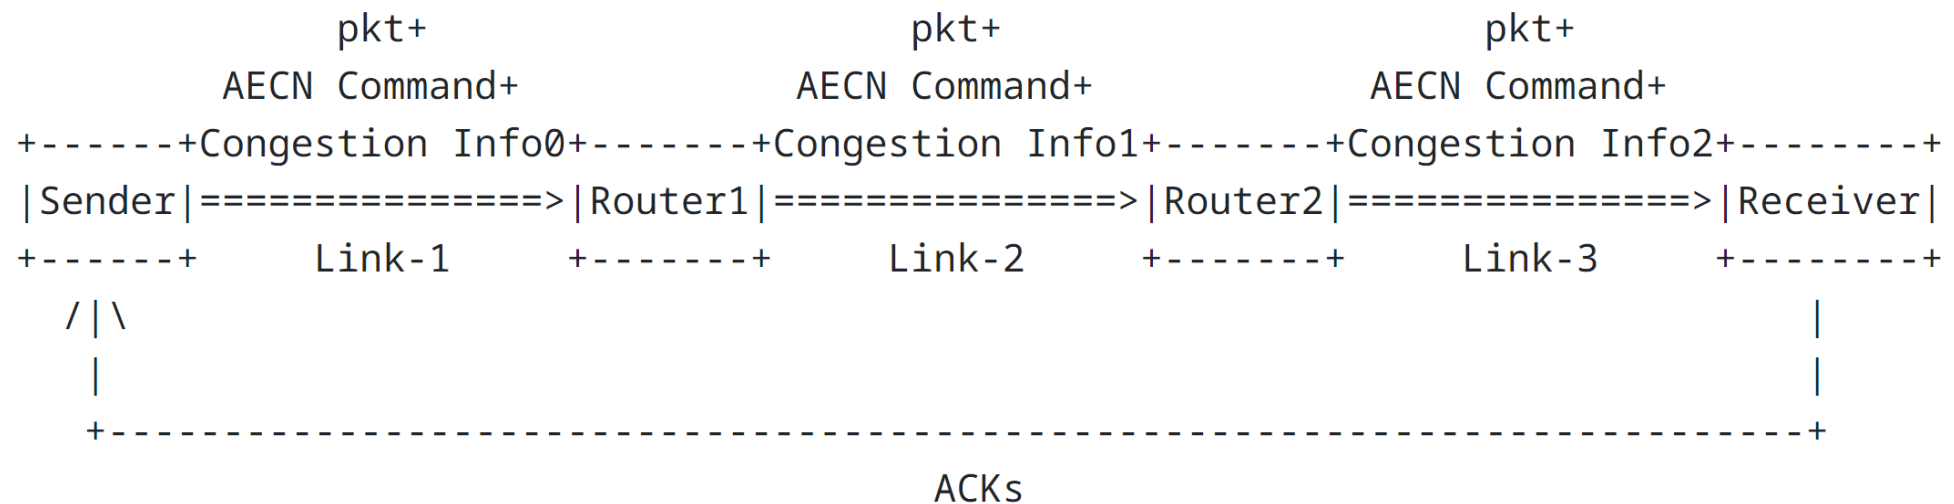 pkt+                     pkt+                     pkt+
         AECN Command+            AECN Command+            AECN Command+
+------+Congestion Info0+-------+Congestion Info1+-------+Congestion Info2+--------+
|Sender|===============>|Router1|===============>|Router2|===============>|Receiver|
+------+     Link-1     +-------+     Link-2     +-------+     Link-3     +--------+
  /|\                                                                         |
   |                                                                          |
   +--------------------------------------------------------------------------+
                                        ACKs